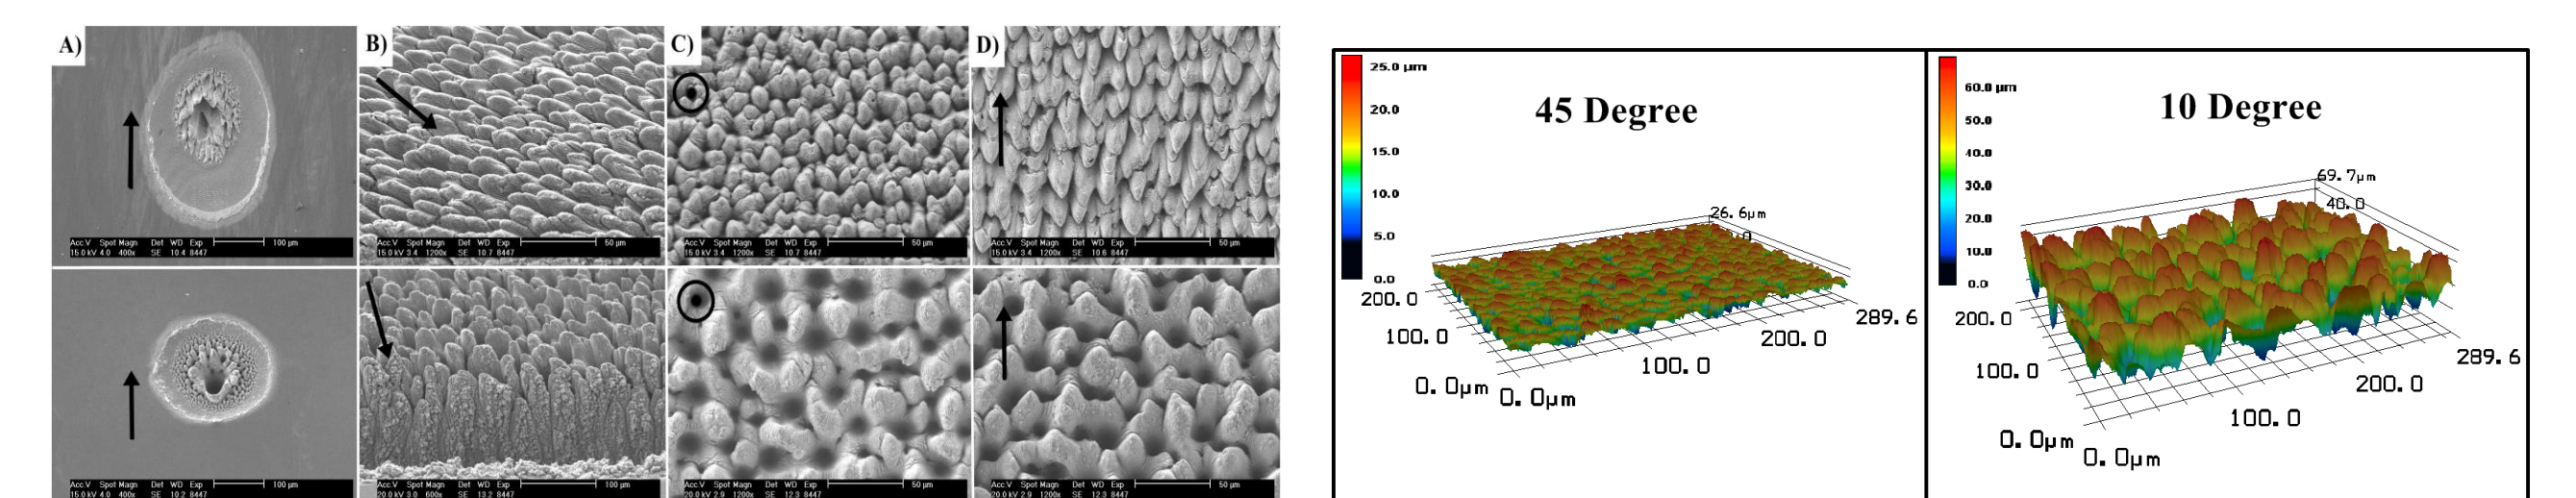 A)
Acc.V Spot Magn Det WD Exp 100 µm
15.0 kV 4.0 400x SE 10.4 8447
B)
Acc.V Spot Magn Det WD Exp 50 µm
15.0 kV 3.4 1200x SE 10.7 8447
C)
Acc.V Spot Magn Det WD Exp 50 µm
15.0 kV 3.4 1200x SE 10.7 8447
D)
Acc.V Spot Magn Det WD Exp 50 µm
15.0 kV 3.4 1200x SE 10.6 8447
Acc.V Spot Magn Det WD Exp 100 µm
15.0 kV 4.0 400x SE 10.2 8447
Acc.V Spot Magn Det WD Exp 100 µm
20.0 kV 3.0 600x SE 13.2 8447
Acc.V Spot Magn Det WD Exp 50 µm
20.0 kV 2.9 1200x SE 12.3 8447
Acc.V Spot Magn Det WD Exp 50 µm
20.0 kV 2.9 1200x SE 12.3 8447
45 Degree
25.0 µm
20.0
15.0
10.0
5.0
0.0
26.6µm
200.0
100.0
0.0µm
0.0µm
100.0
200.0
289.6
10 Degree
60.0 µm
50.0
40.0
30.0
20.0
10.0
0.0
69.7µm
40.0
200.0
100.0
0.0µm
0.0µm
100.0
200.0
289.6